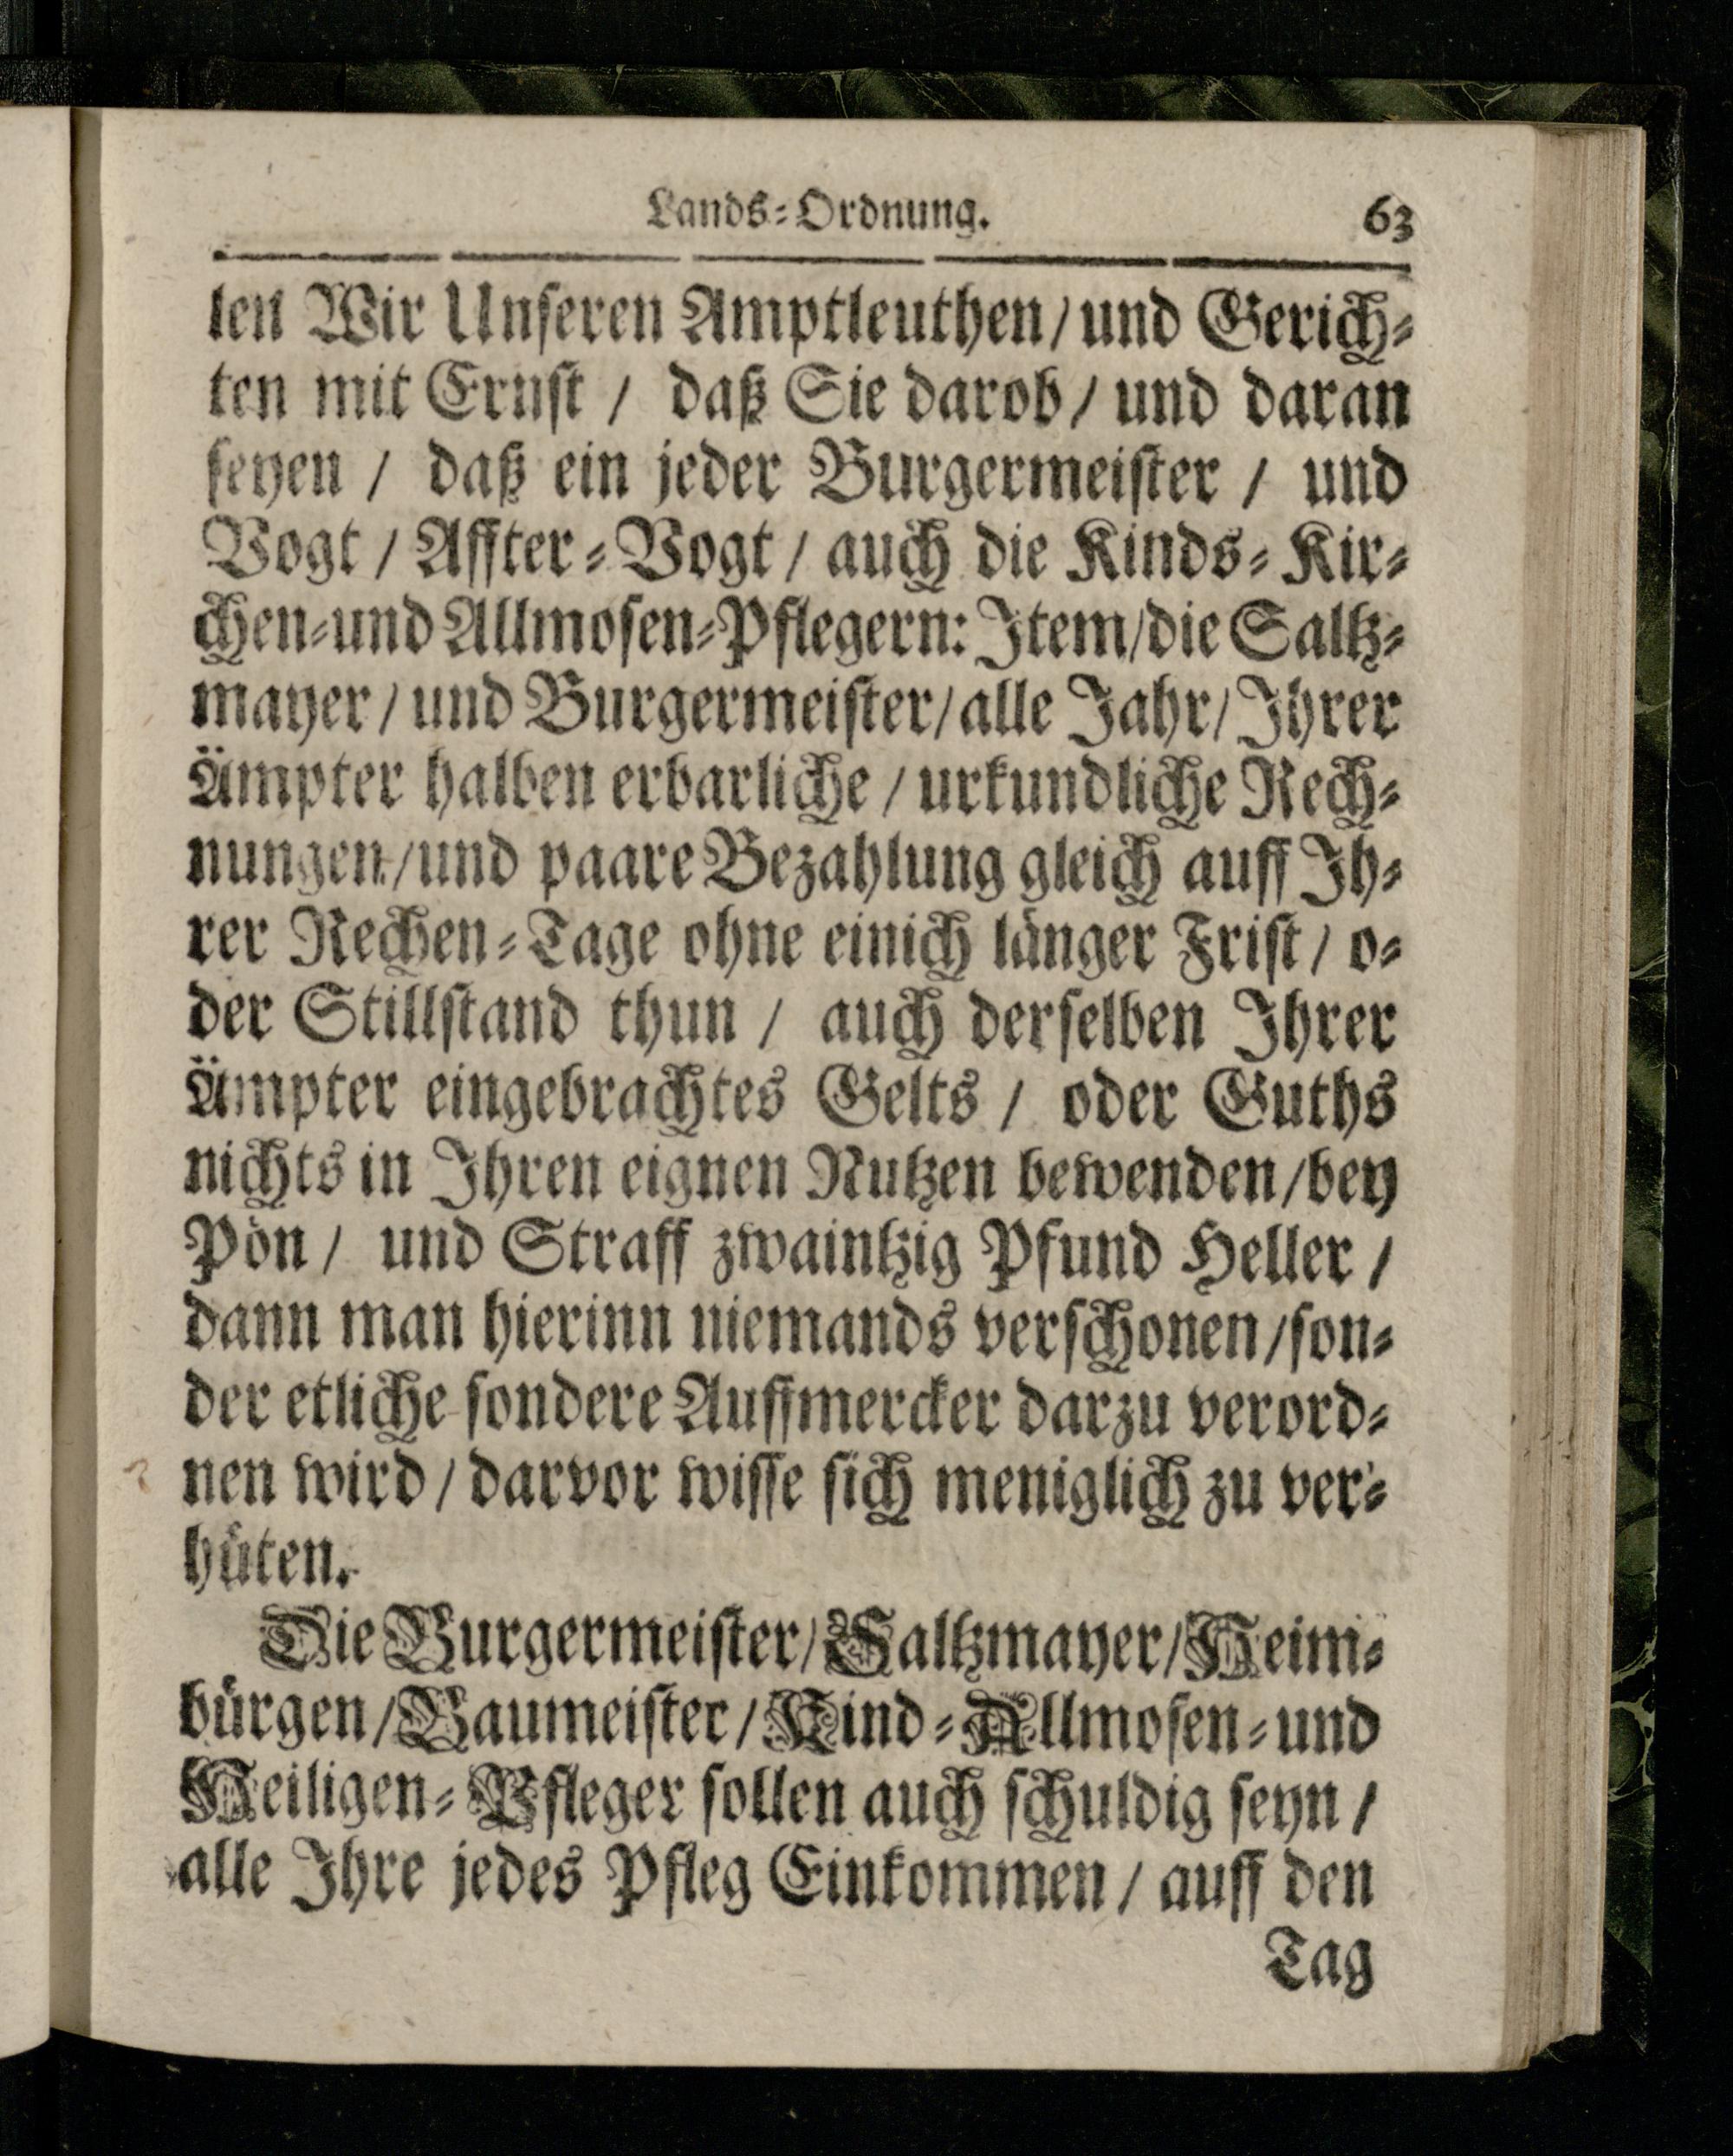 Lands-Ordnung. 63
len Wir Unseren Amptleuthen / und Gerich-
ten mit Ernst / daß Sie darob / und daran
seyen / daß ein jeder Burgermeister / und
Vogt / Affter-Vogt / auch die Kinds-Kir-
chen-und Allmosen-Pflegern: Item/die Saltz-
mayer / und Burgermeister/alle Jahr/ Ihrer
Ämpter halben erbarliche / urkundliche Rech-
nungen/und paare Bezahlung gleich auff Ih-
rer Rechen-Tage ohne einich länger Frist / o-
der Stillstand thun / auch derselben Ihrer
Ämpter eingebrachtes Gelts / oder Guths
nichts in Ihren eignen Nutzen bewenden/bey
Pön / und Straff zwaintzig Pfund Heller /
dann man hierinn niemands verschonen/son-
der etliche sondere Auffmercker darzu verord-
nen wird / darvor wisse sich meniglich zu ver-
hüten.
Die Burgermeister/Saltzmayer/Heim-
bürgen/Baumeister/Kind-Allmosen-und
Heiligen-Pfleger sollen auch schuldig seyn /
alle Ihre jedes Pfleg Einkommen / auff den
Tag